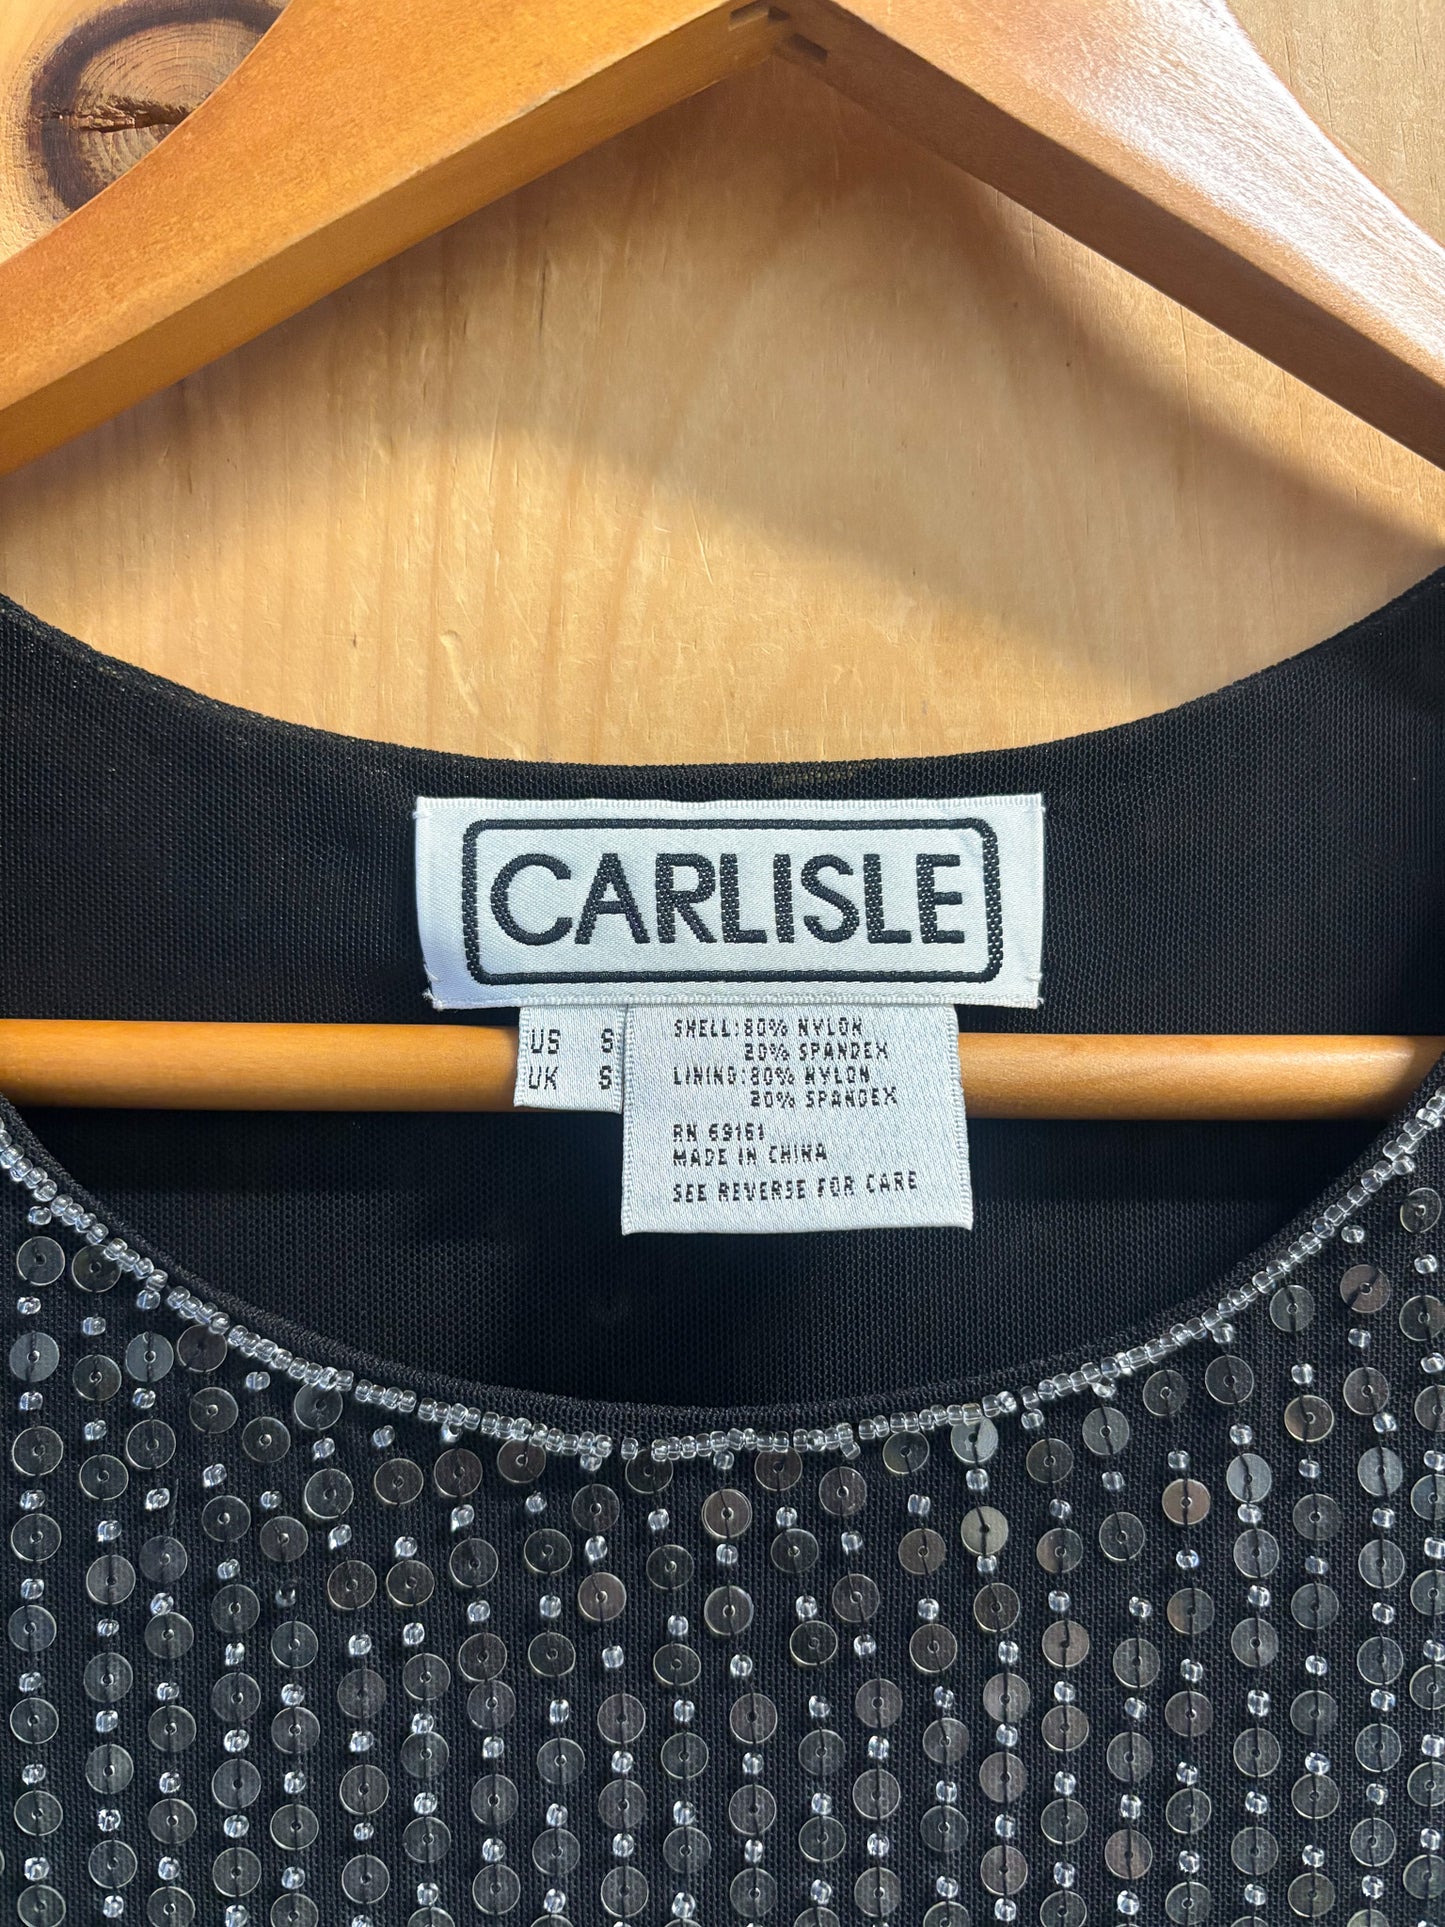 CARLISLE
US S
UK S
SHELL: 80% NYLON
20% SPANDEX
LINING: 80% NYLON
20% SPANDEX
RN 69161
MADE IN CHINA
SEE REVERSE FOR CARE